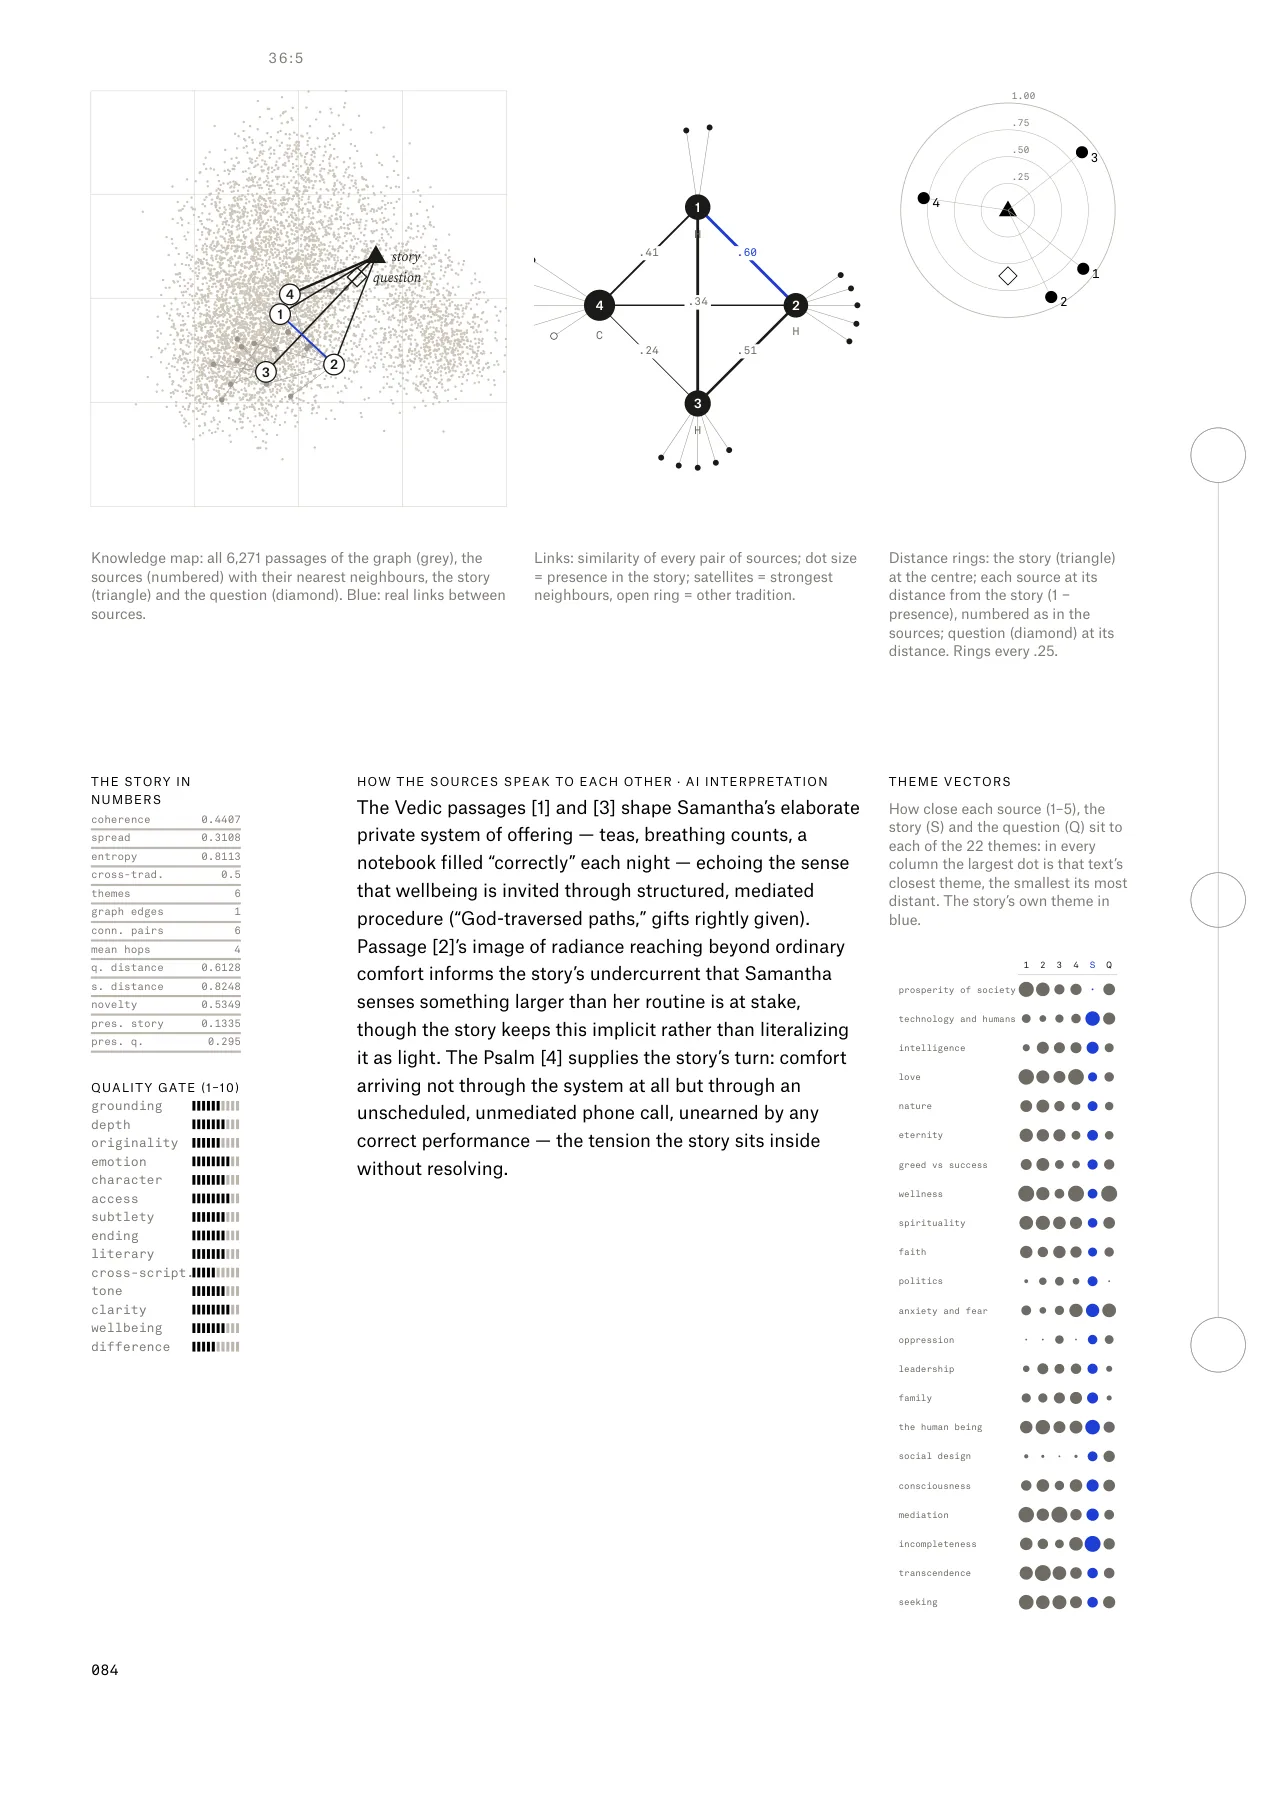 36:5
story
question
4
1
3
2
1
H
.41
.60
4
C
.34
2
H
.24
.51
3
H
1.00
.75
.50
.25
3
4
1
2
Knowledge map: all 6,271 passages of the graph (grey), the
sources (numbered) with their nearest neighbours, the story
(triangle) and the question (diamond). Blue: real links between
sources.
Links: similarity of every pair of sources; dot size
= presence in the story; satellites = strongest
neighbours, open ring = other tradition.
Distance rings: the story (triangle)
at the centre; each source at its
distance from the story (1 −
presence), numbered as in the
sources; question (diamond) at its
distance. Rings every .25.
THE STORY IN
NUMBERS
coherence 0.4407
spread 0.3108
entropy 0.8113
cross-trad. 0.5
themes 6
graph edges 1
conn. pairs 6
mean hops 4
q. distance 0.6128
s. distance 0.8248
novelty 0.5349
pres. story 0.1335
pres. q. 0.295
QUALITY GATE (1–10)
grounding
depth
originality
emotion
character
access
subtlety
ending
literary
cross-script.
tone
clarity
wellbeing
difference
HOW THE SOURCES SPEAK TO EACH OTHER · AI INTERPRETATION
The Vedic passages [1] and [3] shape Samantha’s elaborate
private system of offering — teas, breathing counts, a
notebook filled “correctly” each night — echoing the sense
that wellbeing is invited through structured, mediated
procedure (“God-traversed paths,” gifts rightly given).
Passage [2]’s image of radiance reaching beyond ordinary
comfort informs the story’s undercurrent that Samantha
senses something larger than her routine is at stake,
though the story keeps this implicit rather than literalizing
it as light. The Psalm [4] supplies the story’s turn: comfort
arriving not through the system at all but through an
unscheduled, unmediated phone call, unearned by any
correct performance — the tension the story sits inside
without resolving.
THEME VECTORS
How close each source (1–5), the
story (S) and the question (Q) sit to
each of the 22 themes: in every
column the largest dot is that text’s
closest theme, the smallest its most
distant. The story’s own theme in
blue.
1 2 3 4 S Q
prosperity of society
technology and humans
intelligence
love
nature
eternity
greed vs success
wellness
spirituality
faith
politics
anxiety and fear
oppression
leadership
family
the human being
social design
consciousness
mediation
incompleteness
transcendence
seeking
084